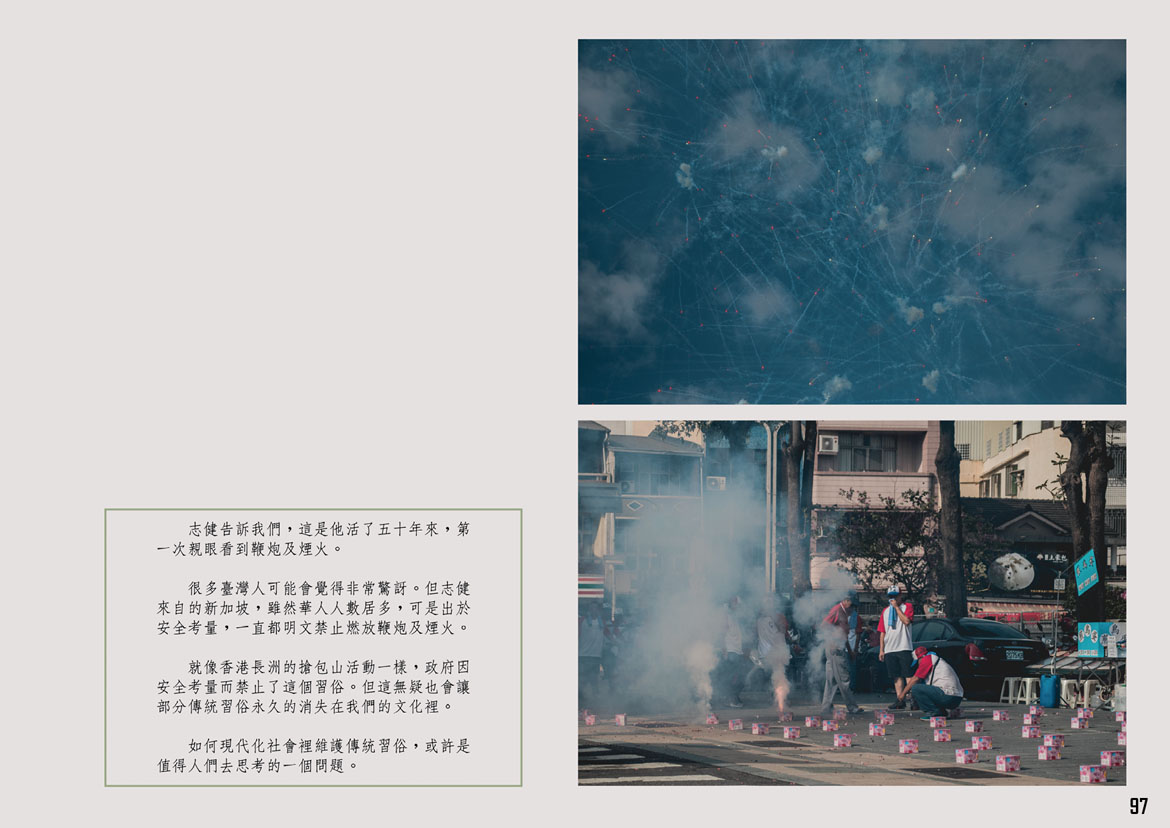 志健告訴我們，這是他活了五十年來，第
一次親眼看到鞭炮及煙火。
很多臺灣人可能會覺得非常驚訝。但志健
來自的新加坡，雖然華人人數居多，可是出於
安全考量，一直都明文禁止燃放鞭炮及煙火。
就像香港長洲的搶包山活動一樣，政府因
安全考量而禁止了這個習俗。但這無疑也會讓
部分傳統習俗永久的消失在我們的文化裡。
如何現代化社會裡維護傳統習俗，或許是
值得人們去思考的一個問題。
97